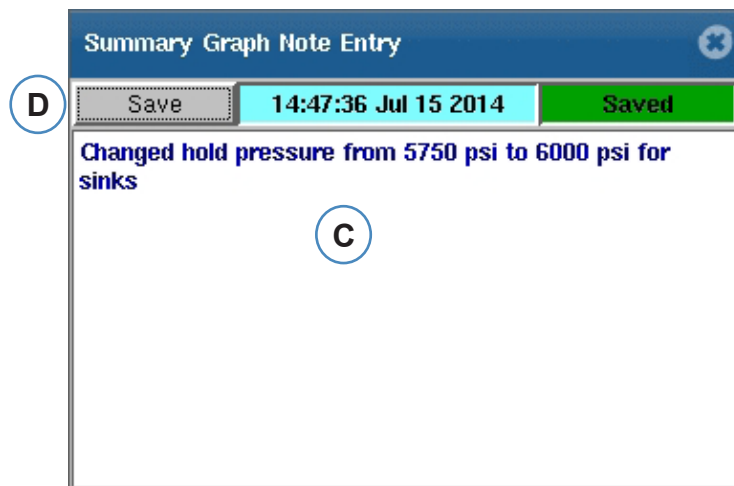 Summary Graph Note Entry
D
Save
14:47:36 Jul 15 2014
Saved
Changed hold pressure from 5750 psi to 6000 psi for
sinks
C